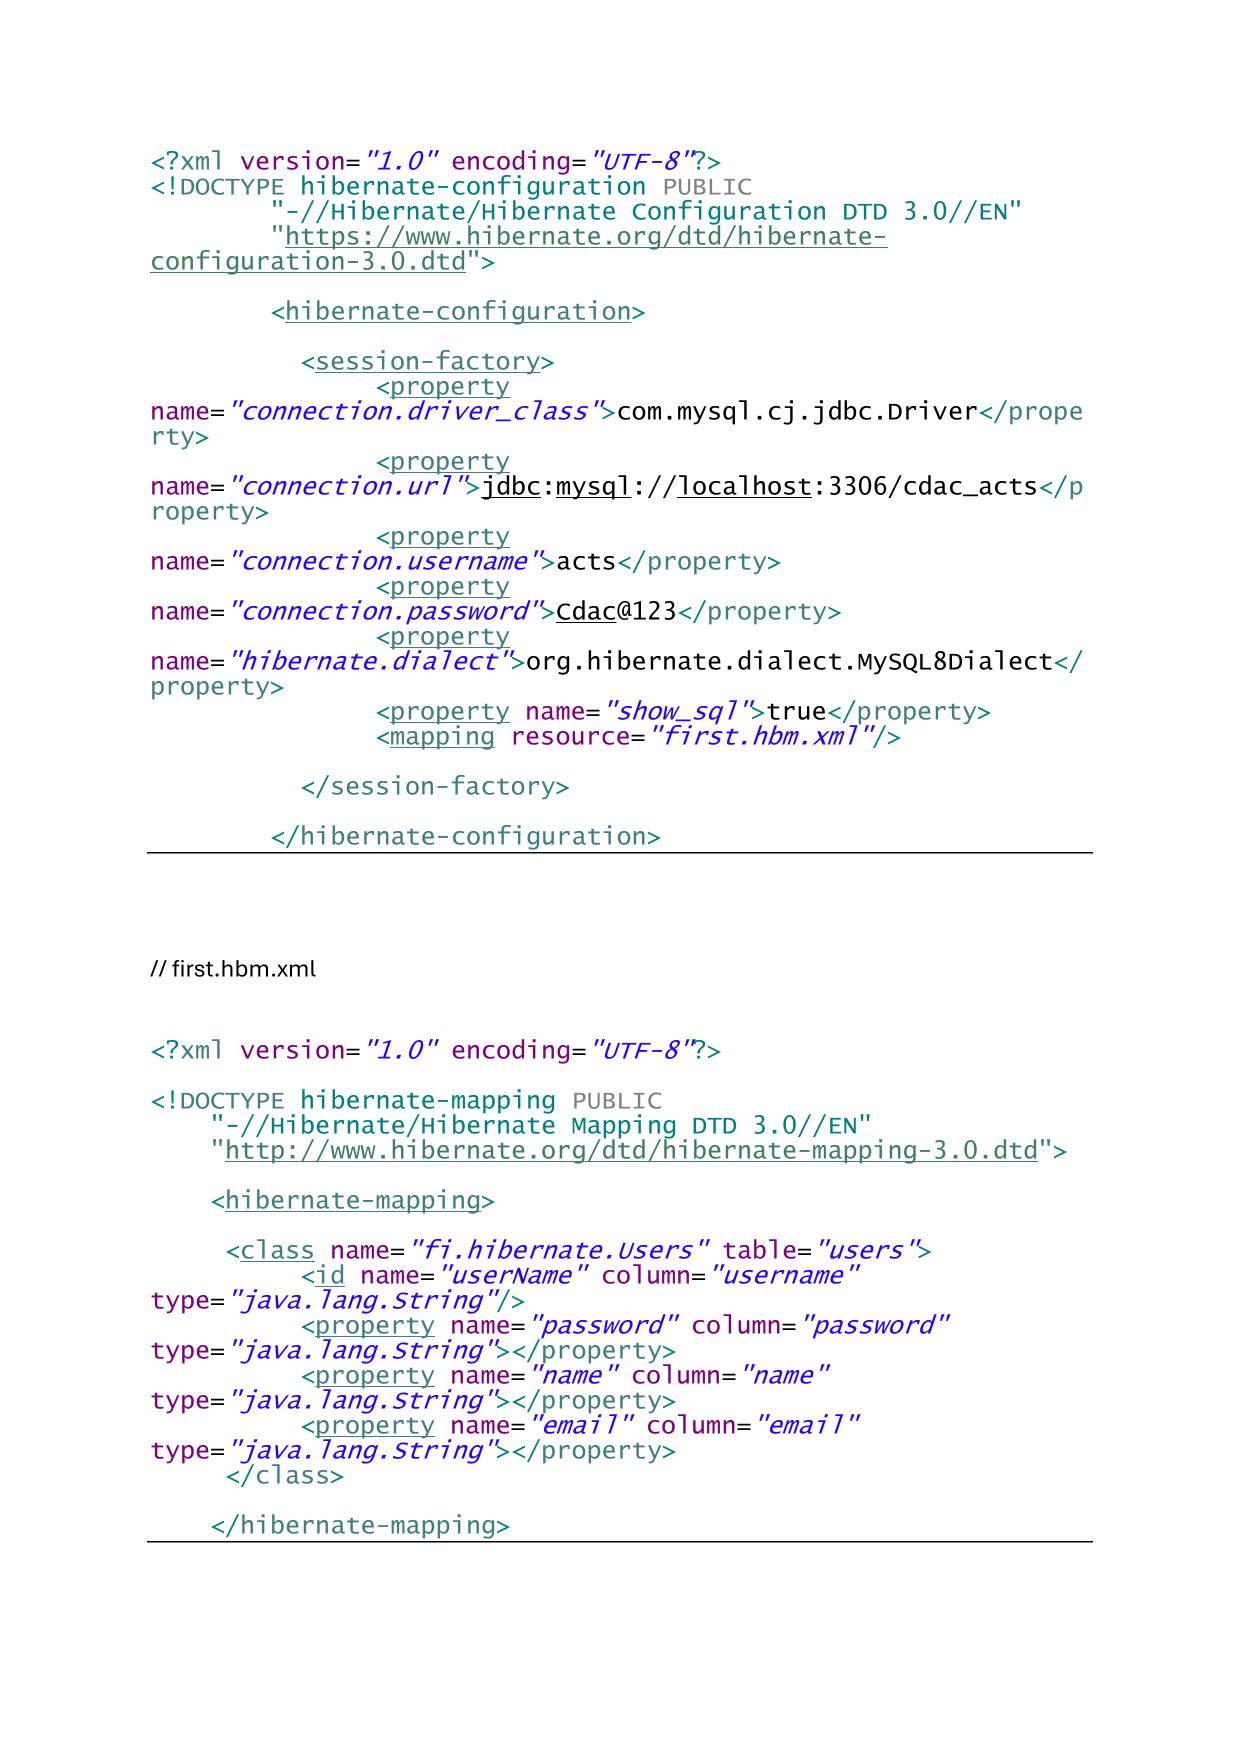 <?xml version="1.0" encoding="UTF-8"?>
<!DOCTYPE hibernate-configuration PUBLIC
        "-//Hibernate/Hibernate Configuration DTD 3.0//EN"
        "https://www.hibernate.org/dtd/hibernate-
configuration-3.0.dtd">
        <hibernate-configuration>
          <session-factory>
               <property
name="connection.driver_class">com.mysql.cj.jdbc.Driver</prope
rty>
               <property
name="connection.url">jdbc:mysql://localhost:3306/cdac_acts</p
roperty>
               <property
name="connection.username">acts</property>
               <property
name="connection.password">Cdac@123</property>
               <property
name="hibernate.dialect">org.hibernate.dialect.MySQL8Dialect</
property>
               <property name="show_sql">true</property>
               <mapping resource="first.hbm.xml"/>
          </session-factory>
        </hibernate-configuration>
// first.hbm.xml
<?xml version="1.0" encoding="UTF-8"?>
<!DOCTYPE hibernate-mapping PUBLIC
    "-//Hibernate/Hibernate Mapping DTD 3.0//EN"
    "http://www.hibernate.org/dtd/hibernate-mapping-3.0.dtd">
    <hibernate-mapping>
     <class name="fi.hibernate.Users" table="users">
          <id name="userName" column="username"
type="java.lang.String"/>
          <property name="password" column="password"
type="java.lang.String"></property>
          <property name="name" column="name"
type="java.lang.String"></property>
          <property name="email" column="email"
type="java.lang.String"></property>
     </class>
    </hibernate-mapping>